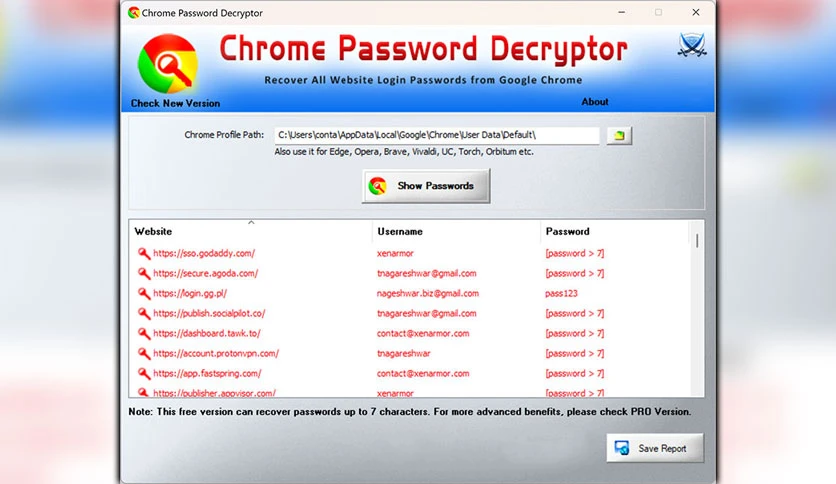 Chrome Password Decryptor
Chrome Password Decryptor
Recover All Website Login Passwords from Google Chrome
Check New Version
About
Chrome Profile Path: C:\Users\conta\AppData\Local\Google\Chrome\User Data\Default\
Also use it for Edge, Opera, Brave, Vivaldi, UC, Torch, Orbitum etc.
Show Passwords
Website Username Password
https://sso.godaddy.com/ xenarmor [password > 7]
https://secure.agoda.com/ tnagareshwar@gmail.com [password > 7]
https://login.gg.pl/ nageshwar.biz@gmail.com pass123
https://publish.socialpilot.co/ tnagareshwar@gmail.com [password > 7]
https://dashboard.tawk.to/ contact@xenarmor.com [password > 7]
https://account.protonvpn.com/ tnagareshwar [password > 7]
https://app.fastspring.com/ contact@xenarmor.com [password > 7]
https://publisher.appvisor.com/ xenarmor [password > 7]
Note: This free version can recover passwords up to 7 characters. For more advanced benefits, please check PRO Version.
Save Report